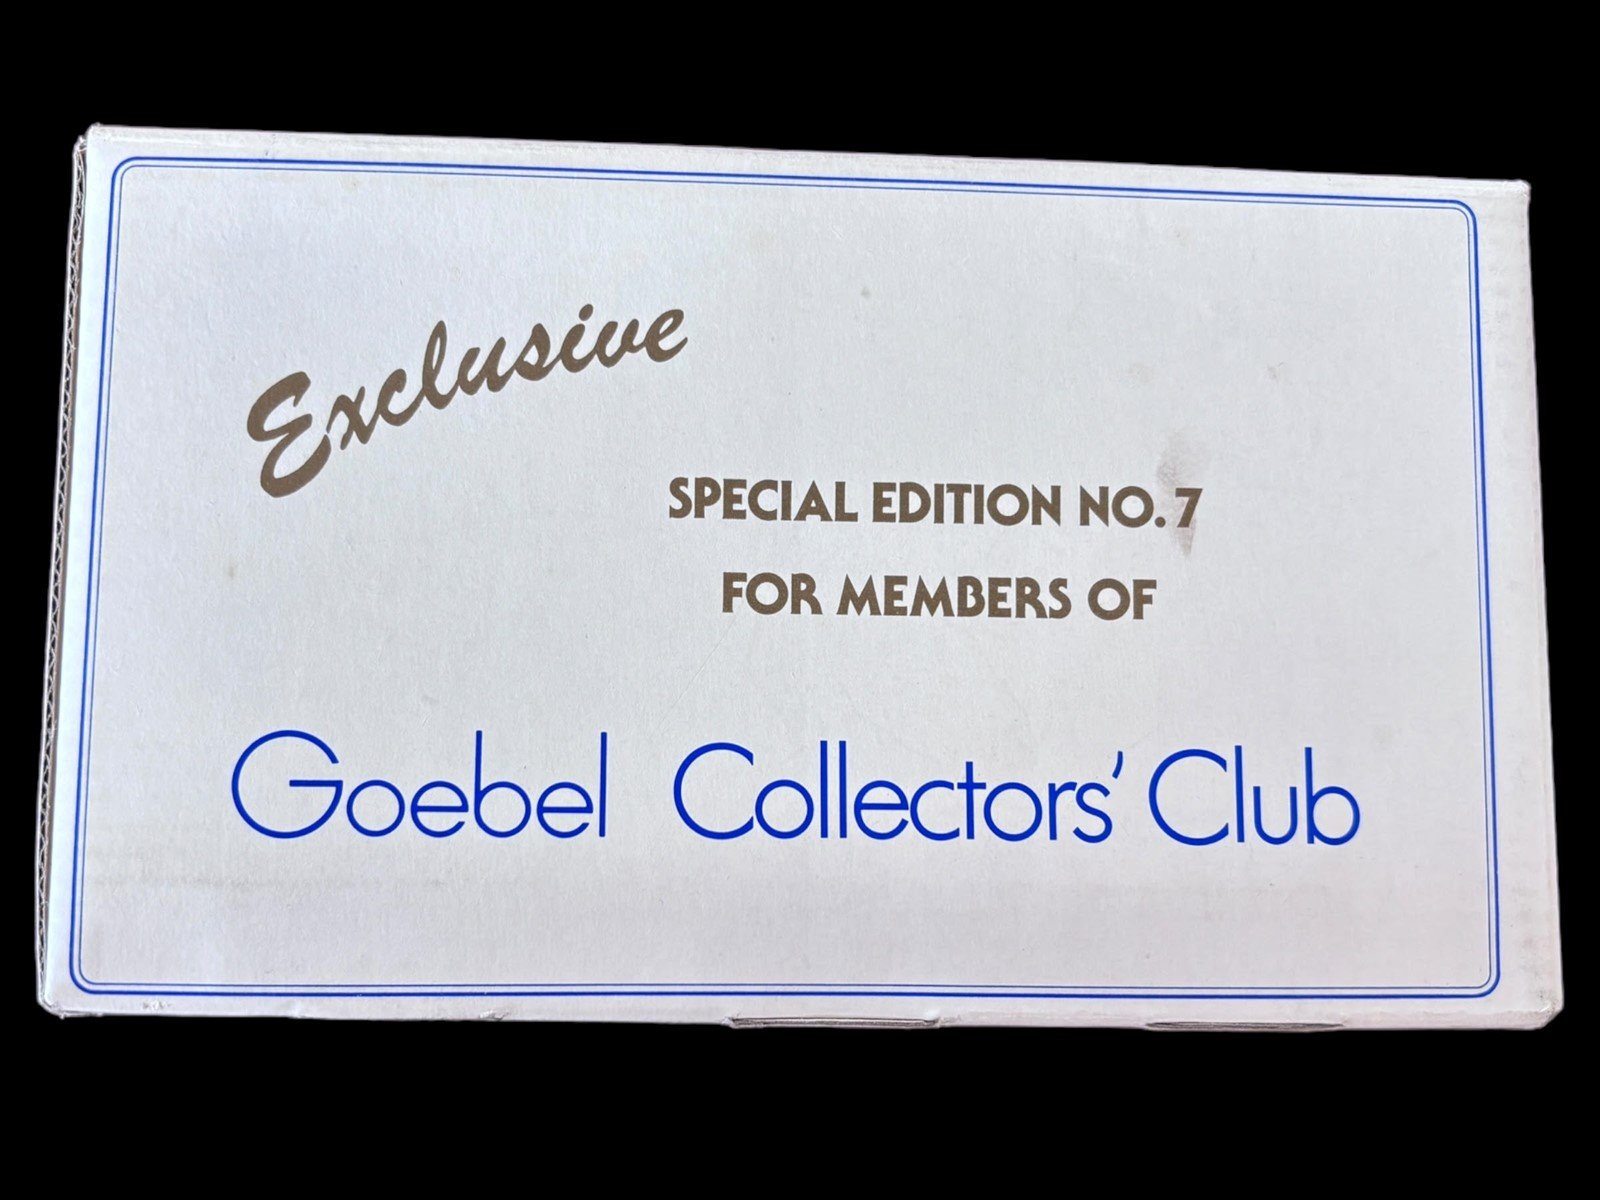 Exclusive
SPECIAL EDITION NO. 7
FOR MEMBERS OF
Goebel Collectors' Club